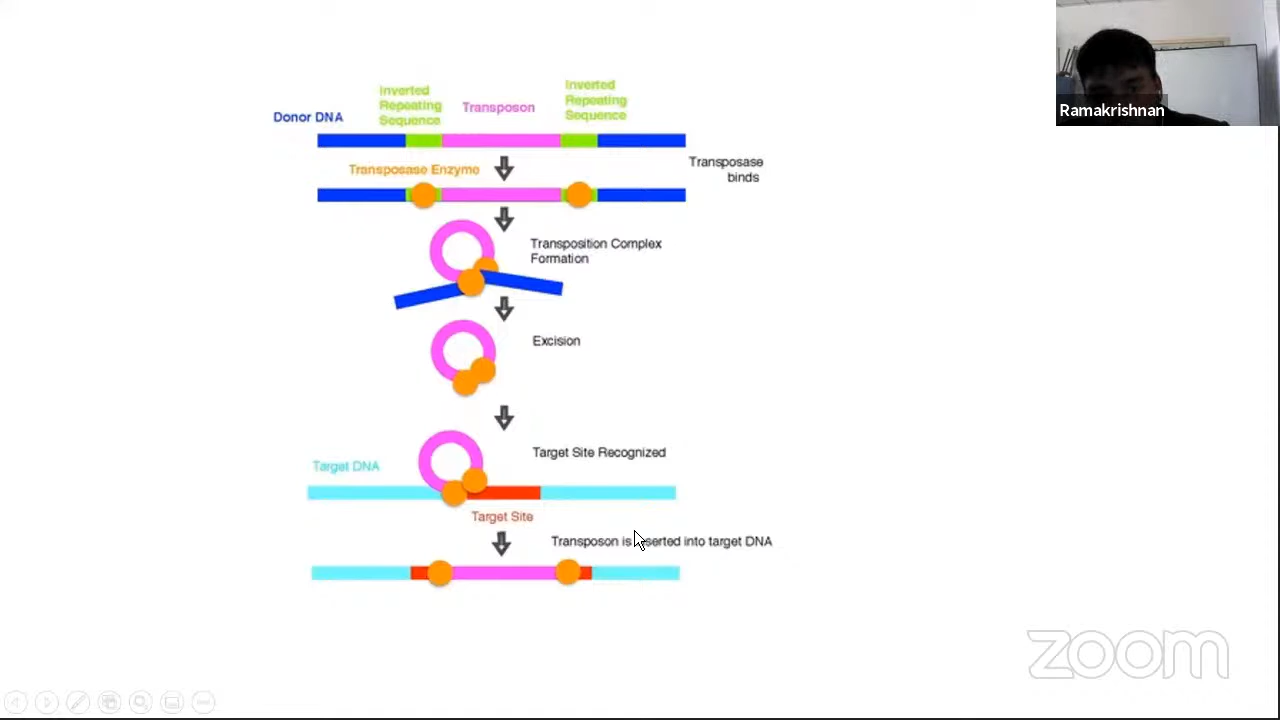 Ramakrishnan
Inverted
Repeating
Sequence
Transposon
Inverted
Repeating
Sequence
Donor DNA
Transposase
binds
Transposase Enzyme
Transposition Complex
Formation
Excision
Target Site Recognized
Target DNA
Target Site
Transposon is inserted into target DNA
zoom